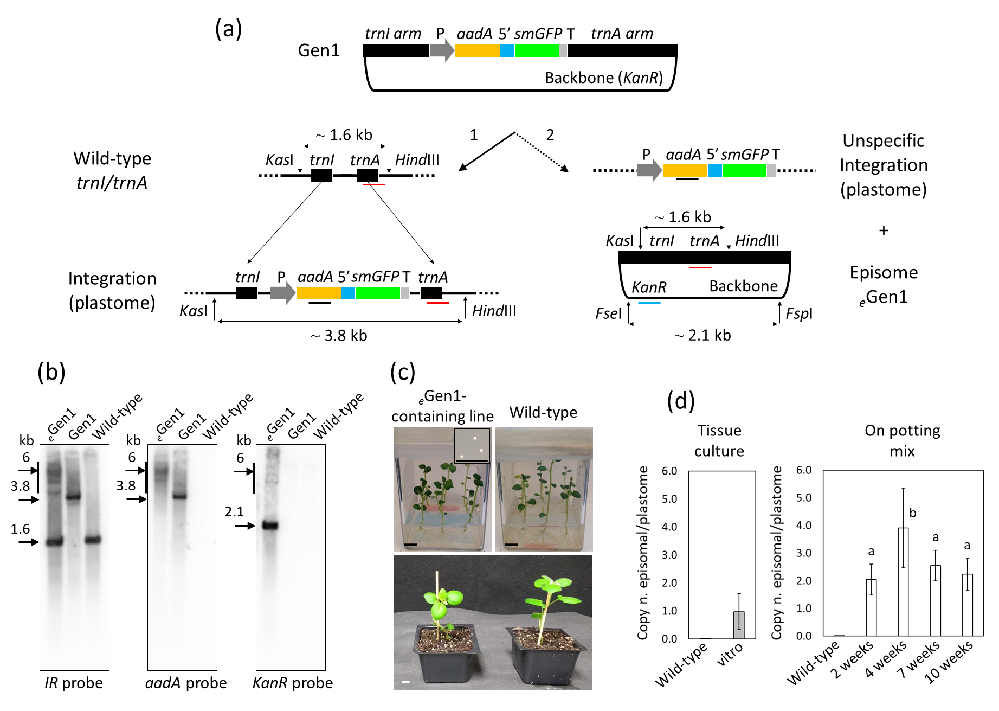 (a)
trnI arm P aadA 5’ smGFP T trnA arm
Gen1
Backbone (KanR)
Wild-type
trnI/trnA
~ 1.6 kb
KasI trnI trnA HindIII
1 2
P aadA 5’ smGFP T
Unspecific
Integration
(plastome)
+
Episome
eGen1
~ 1.6 kb
KasI trnI trnA HindIII
KanR Backbone
FseI FspI
~ 2.1 kb
Integration
(plastome)
trnI P aadA 5’ smGFP T trnA
KasI HindIII
~ 3.8 kb
(b)
kb eGen1 Gen1 Wild-type
6
3.8
1.6
IR probe
kb eGen1 Gen1 Wild-type
6
3.8
aadA probe
kb eGen1 Gen1 Wild-type
6
2.1
KanR probe
(c)
eGen1-
containing line
Wild-type
(d)
Tissue
culture
Copy n. episomal/plastome
6.0
5.0
4.0
3.0
2.0
1.0
0.0
Wild-type vitro
On potting
mix
Copy n. episomal/plastome
6.0
5.0
4.0
3.0
2.0
1.0
0.0
a b a a
Wild-type 2 weeks 4 weeks 7 weeks 10 weeks